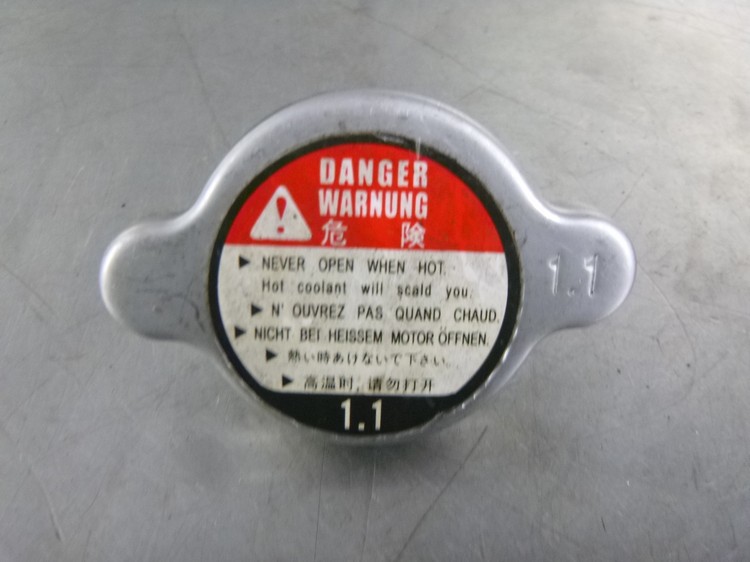 DANGER
WARNUNG
危 険
▶ NEVER OPEN WHEN HOT.
Hot coolant will scald you.
▶ N' OUVREZ PAS QUAND CHAUD.
▶ NICHT BEI HEISSEM MOTOR ÖFFNEN.
▶ 熱い時あけないで下さい.
▶ 高温时, 请勿打开
1.1
1.1